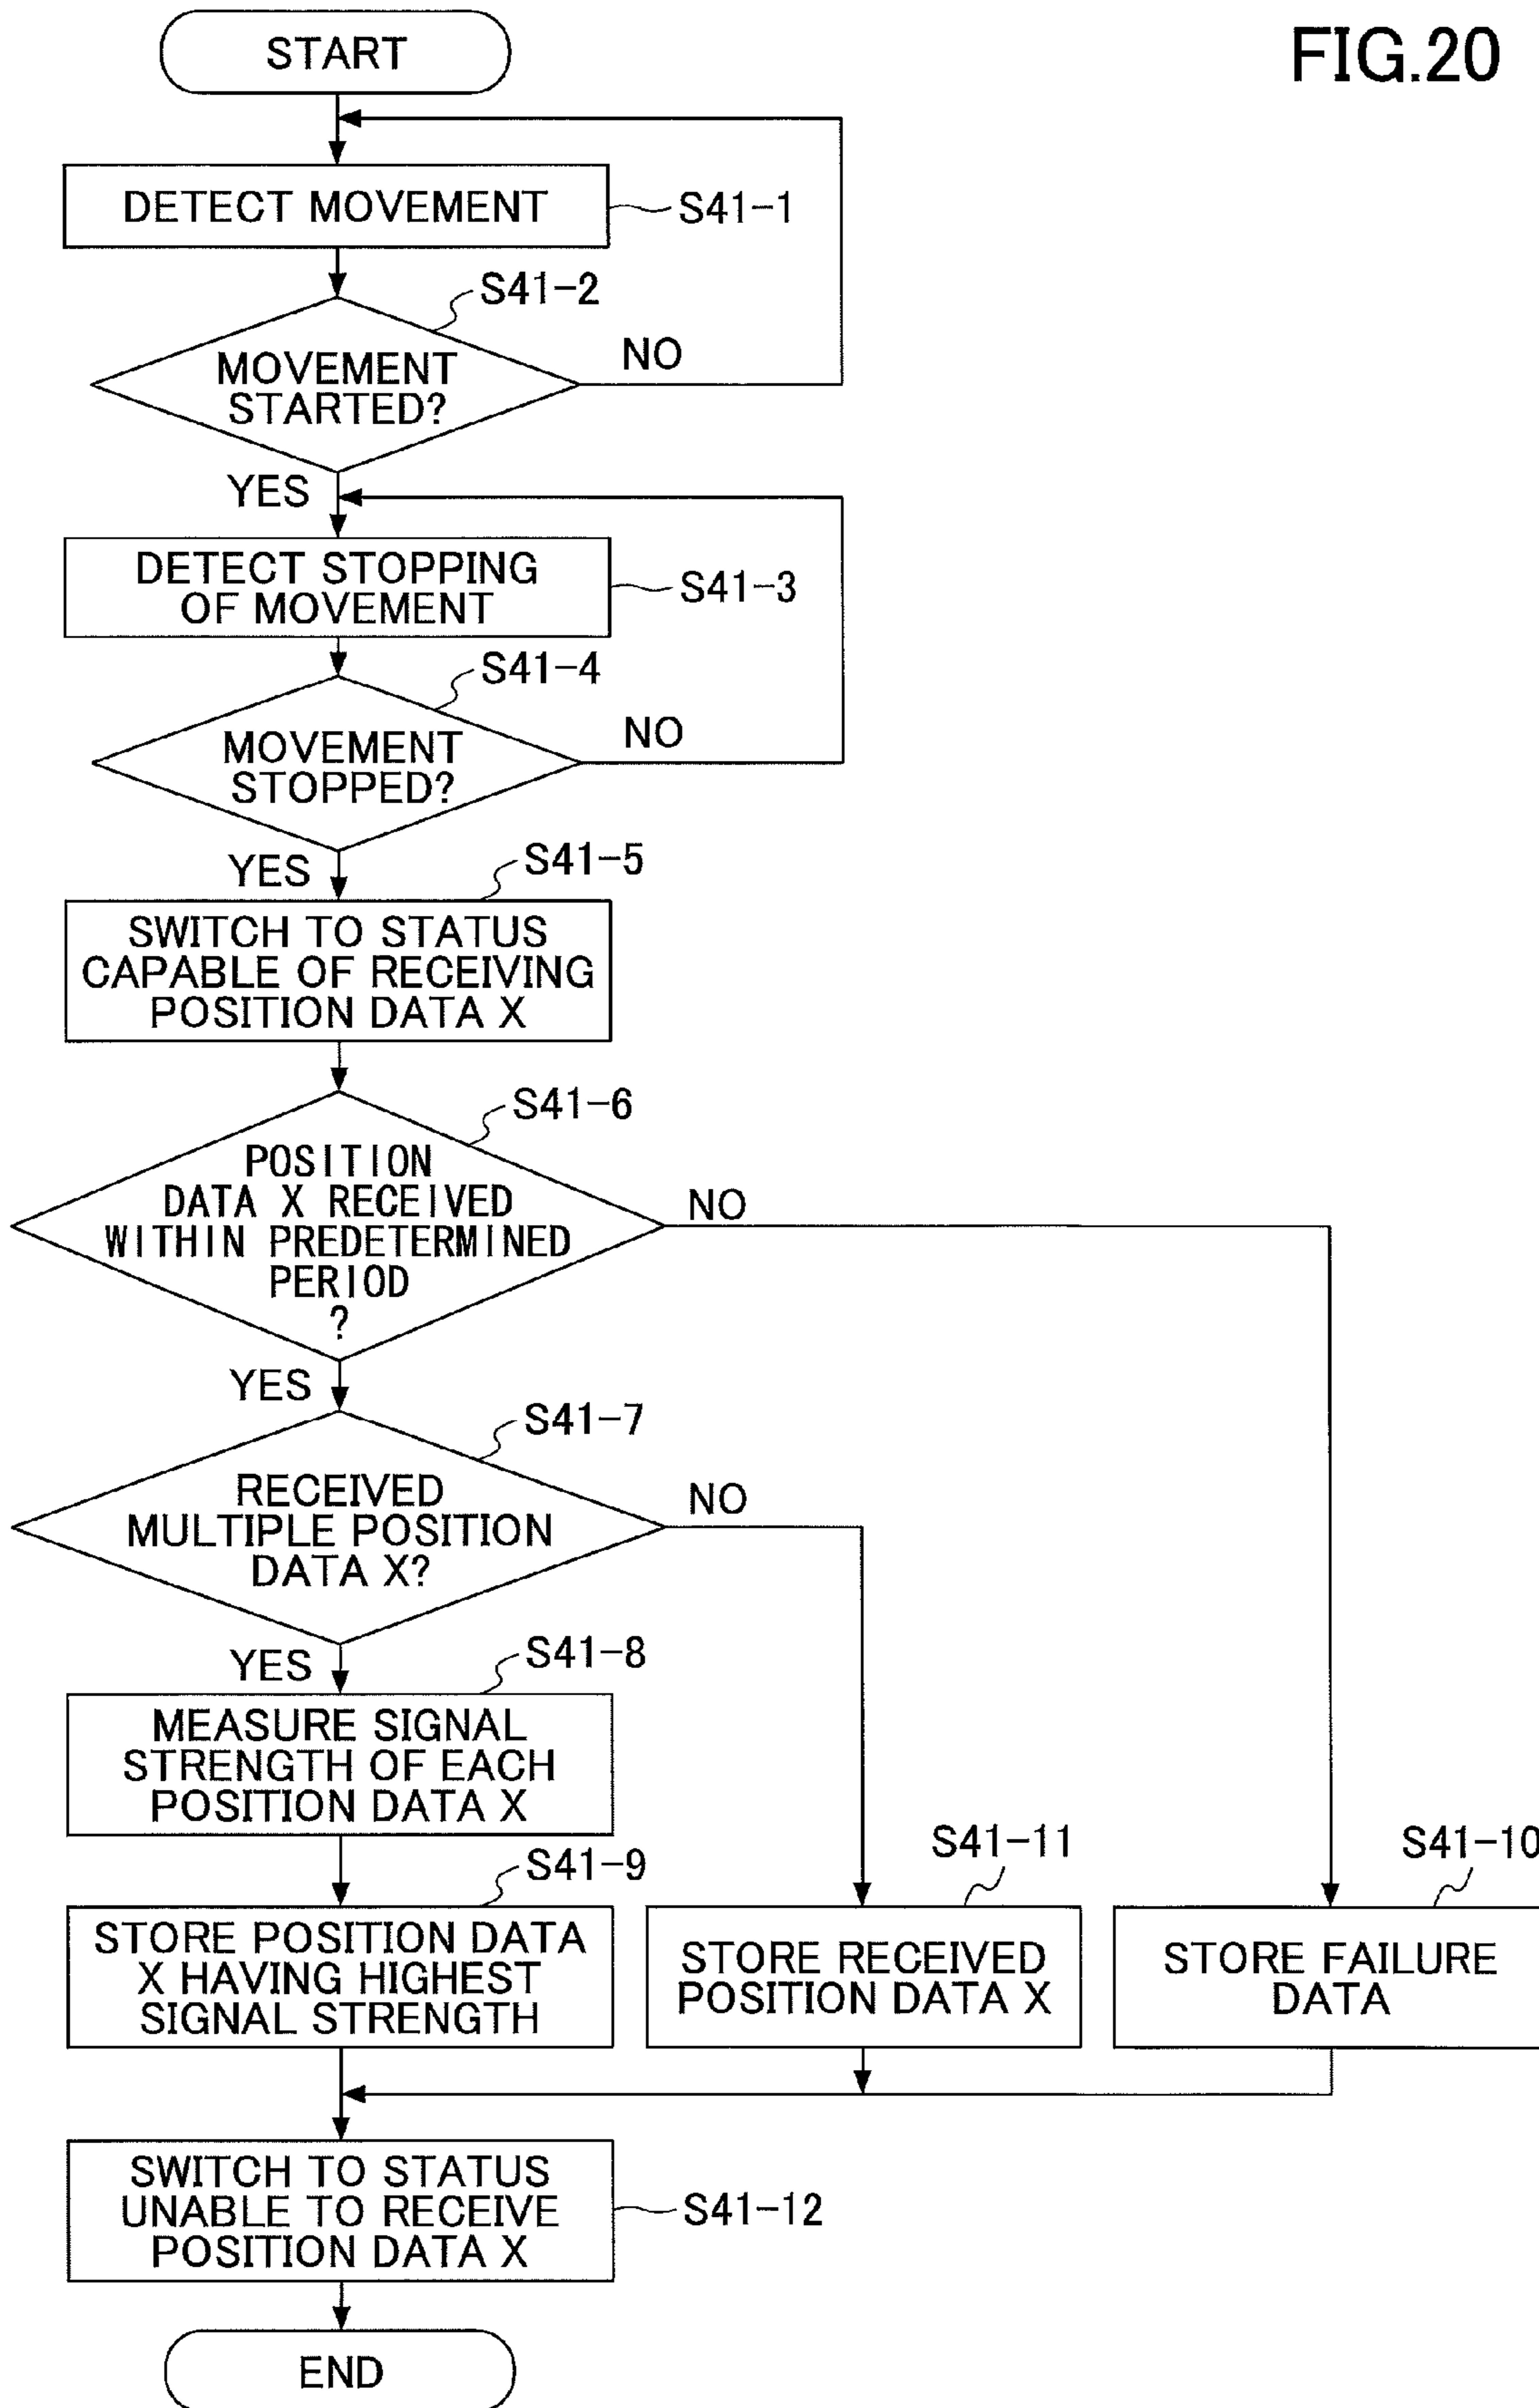 FIG.20
START
DETECT MOVEMENT
S41-1
S41-2
MOVEMENT
STARTED?
NO
YES
DETECT STOPPING
OF MOVEMENT
S41-3
S41-4
MOVEMENT
STOPPED?
NO
YES
S41-5
SWITCH TO STATUS
CAPABLE OF RECEIVING
POSITION DATA X
S41-6
POSITION
DATA X RECEIVED
WITHIN PREDETERMINED
PERIOD
?
NO
YES
S41-7
RECEIVED
MULTIPLE POSITION
DATA X?
NO
YES
S41-8
MEASURE SIGNAL
STRENGTH OF EACH
POSITION DATA X
S41-9
STORE POSITION DATA
X HAVING HIGHEST
SIGNAL STRENGTH
S41-11
STORE RECEIVED
POSITION DATA X
S41-10
STORE FAILURE
DATA
SWITCH TO STATUS
UNABLE TO RECEIVE
POSITION DATA X
S41-12
END